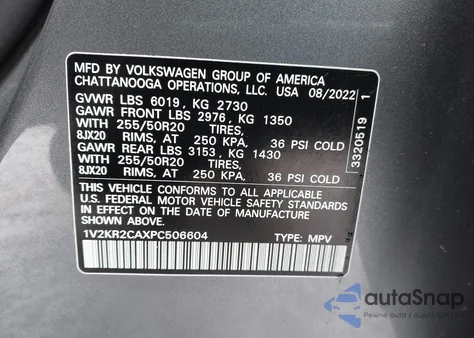 MFD BY VOLKSWAGEN GROUP OF AMERICA
CHATTANOOGA OPERATIONS, LLC. USA 08/2022
GVWR LBS 6019, KG 2730
GAWR FRONT LBS 2976, KG 1350
WITH 255/50R20 TIRES,
8JX20 RIMS, AT 250 KPA, 36 PSI COLD
GAWR REAR LBS 3153, KG 1430
WITH 255/50R20 TIRES,
8JX20 RIMS, AT 250 KPA, 36 PSI COLD
THIS VEHICLE CONFORMS TO ALL APPLICABLE
U.S. FEDERAL MOTOR VEHICLE SAFETY STANDARDS
IN EFFECT ON THE DATE OF MANUFACTURE
SHOWN ABOVE.
1V2KR2CAXPC506604 TYPE: MPV
3320519 1
autoSnap